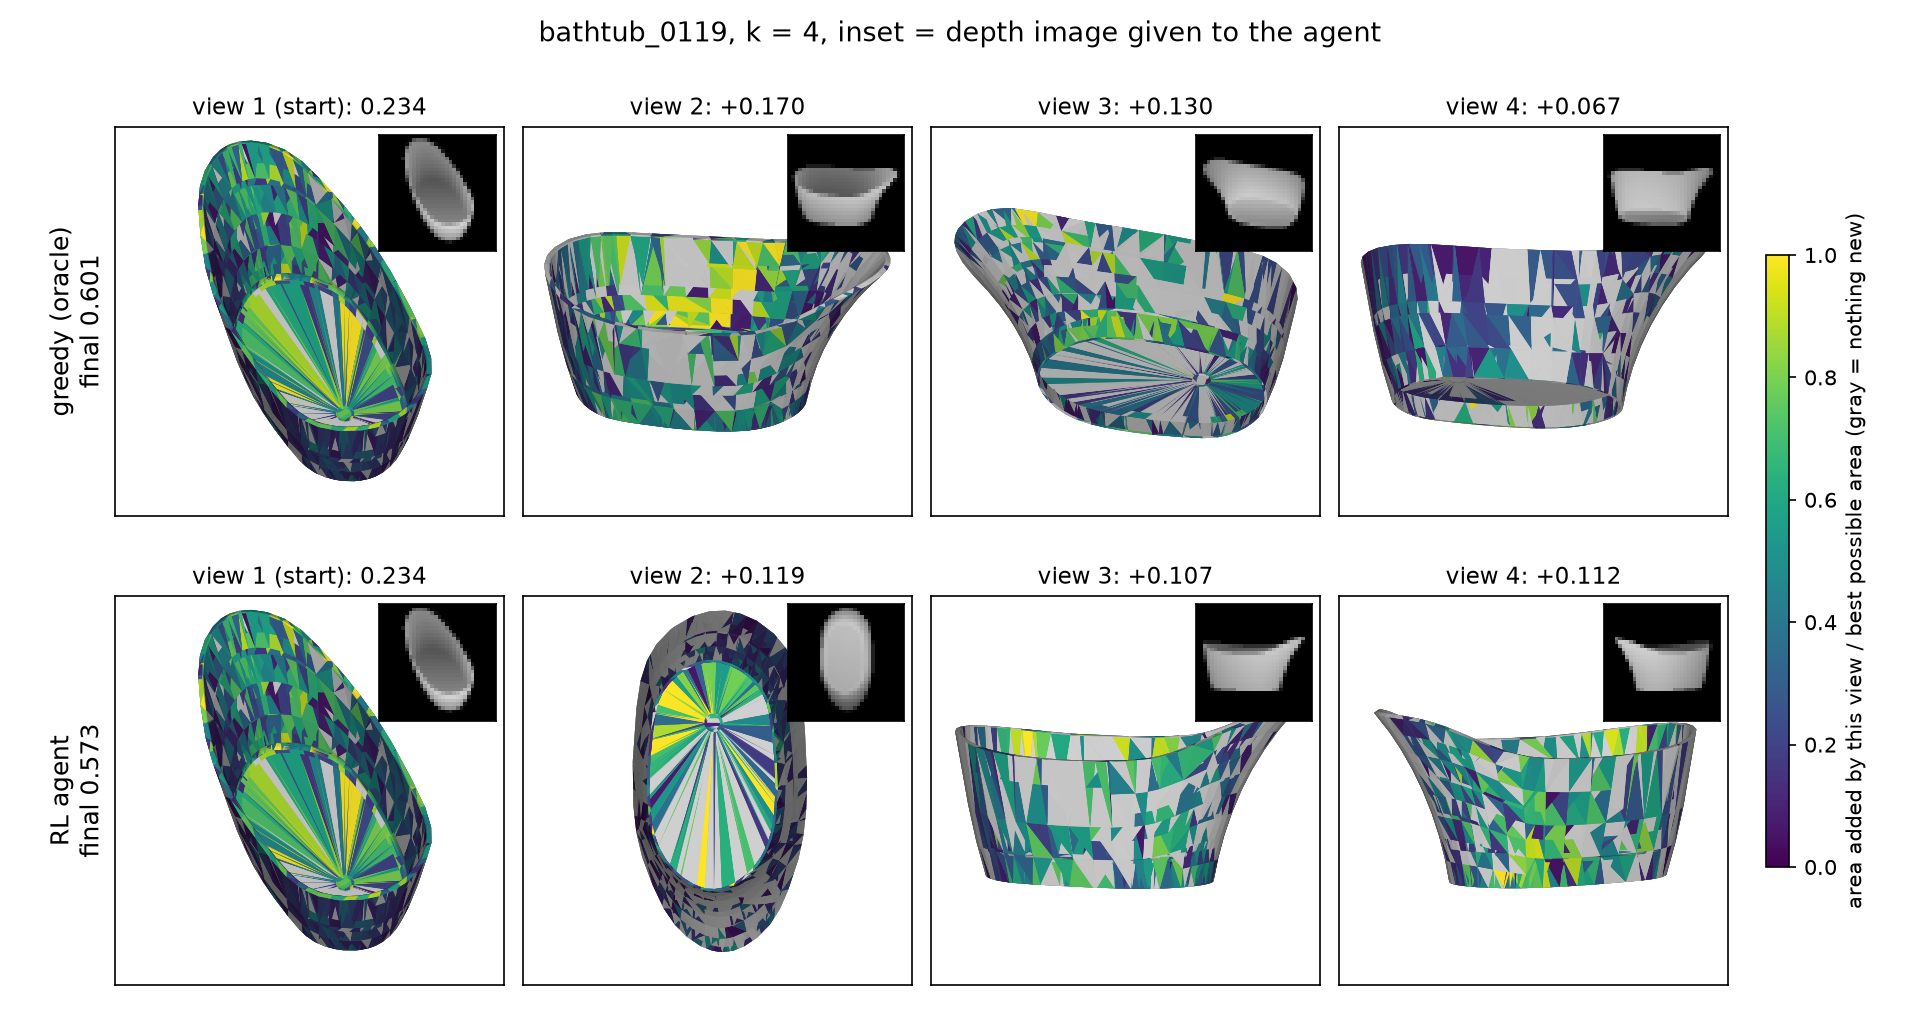 bathtub_0119, k = 4, inset = depth image given to the agent
greedy (oracle)
final 0.601
view 1 (start): 0.234
view 2: +0.170
view 3: +0.130
view 4: +0.067
RL agent
final 0.573
view 1 (start): 0.234
view 2: +0.119
view 3: +0.107
view 4: +0.112
1.0
0.8
0.6
0.4
0.2
0.0
area added by this view / best possible area (gray = nothing new)